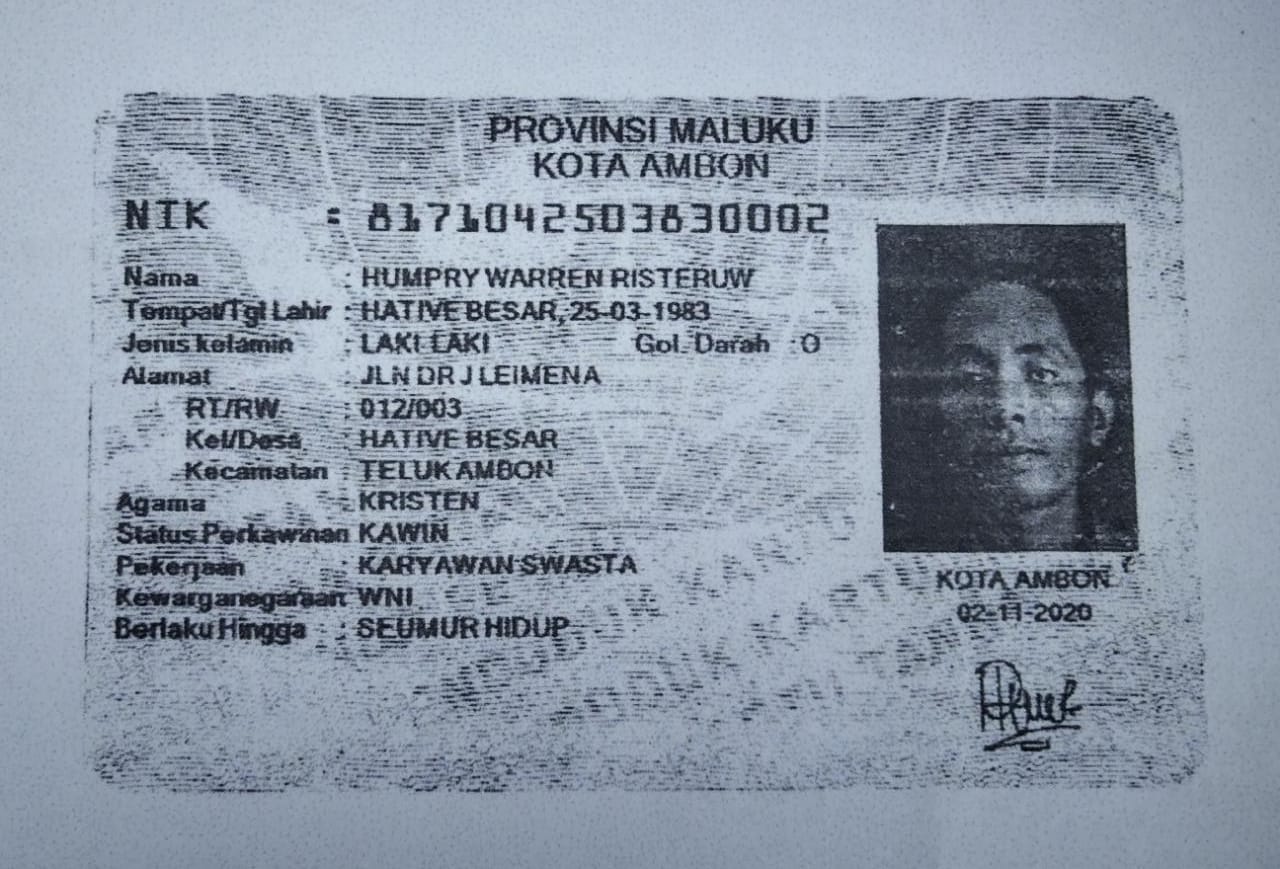 PROVINSI MALUKU
KOTA AMBON
NIK : 8171042503830002
Nama : HUMPRY WARREN RISTERUW
Tempat/Tgl Lahir : HATIVE BESAR, 25-03-1983
Jenis kelamin : LAKI-LAKI Gol. Darah : O
Alamat : JLN DR J LEIMENA
RT/RW : 012/003
Kel/Desa : HATIVE BESAR
Kecamatan : TELUK AMBON
Agama : KRISTEN
Status Perkawinan KAWIN
Pekerjaan : KARYAWAN SWASTA
Kewarganegaraan WNI
Berlaku Hingga : SEUMUR HIDUP
KOTA AMBON
02-11-2020